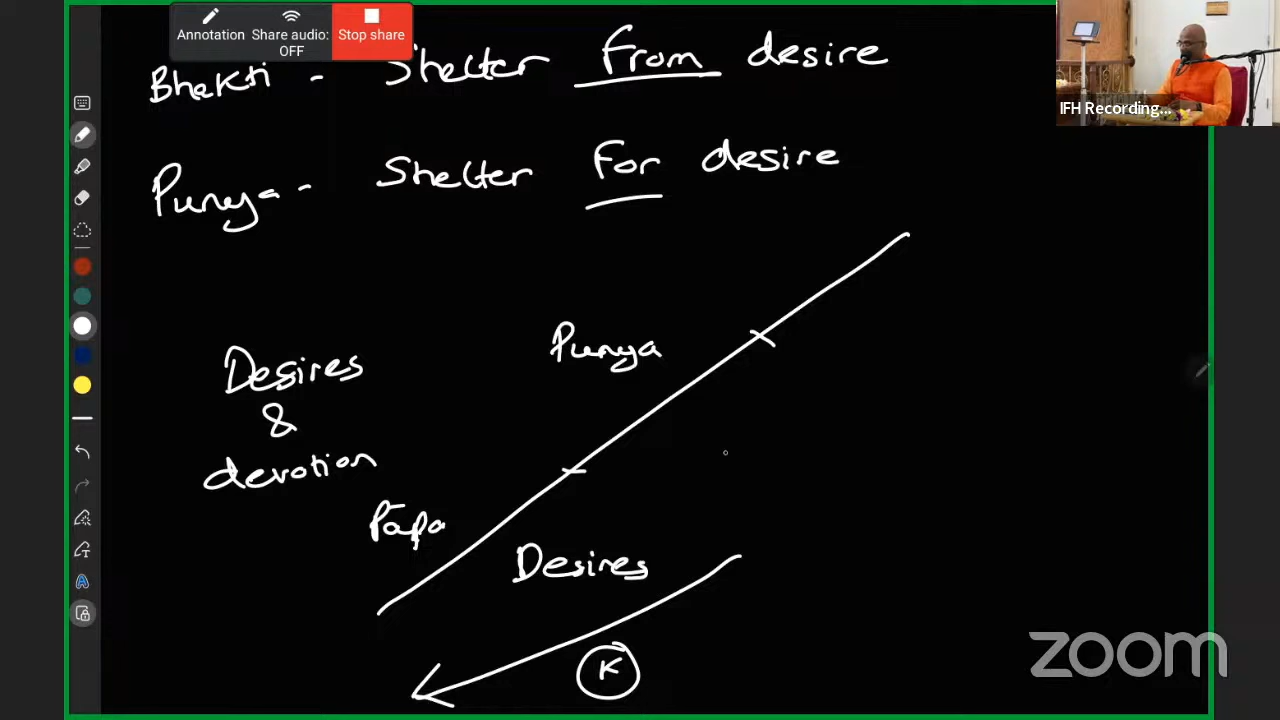 Annotation
Share audio:
OFF
Stop share
IFH Recording...
Bhakti - Shelter From desire
Punya - Shelter For desire
Punya
Desires
&
devotion
Papa
Desires
K
zoom